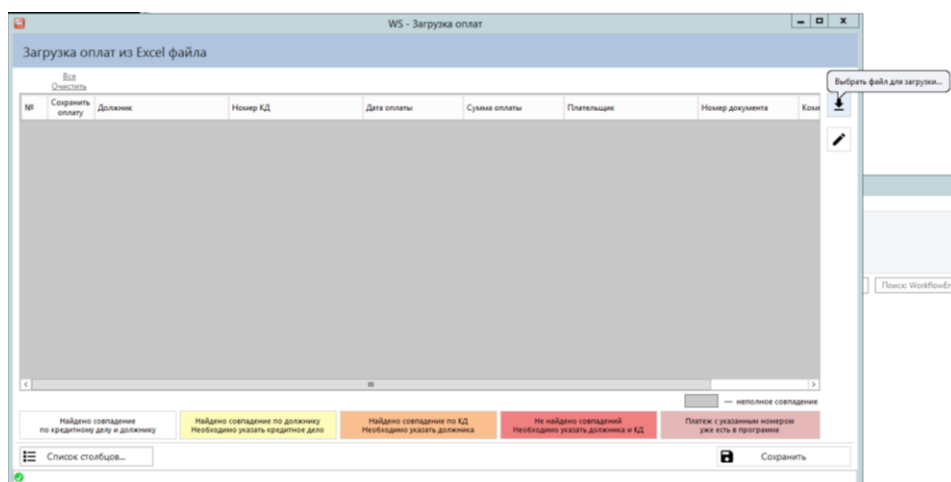 WS - Загрузка оплат
Загрузка оплат из Excel файла
Все
Очистить
Выбрать файл для загрузки...
№ Сохранить оплату Должник Номер КД Дата оплаты Сумма оплаты Плательщик Номер документа Ком
Поиск: WorkflowEn
— неполное совпадение
Найдено совпадение
по кредитному делу и должнику
Найдено совпадение по должнику
Необходимо указать кредитное дело
Найдено совпадение по КД
Необходимо указать должника
Не найдено совпадений
Необходимо указать должника и КД
Платеж с указанным номером
уже есть в программе
Список столбцов...
Сохранить